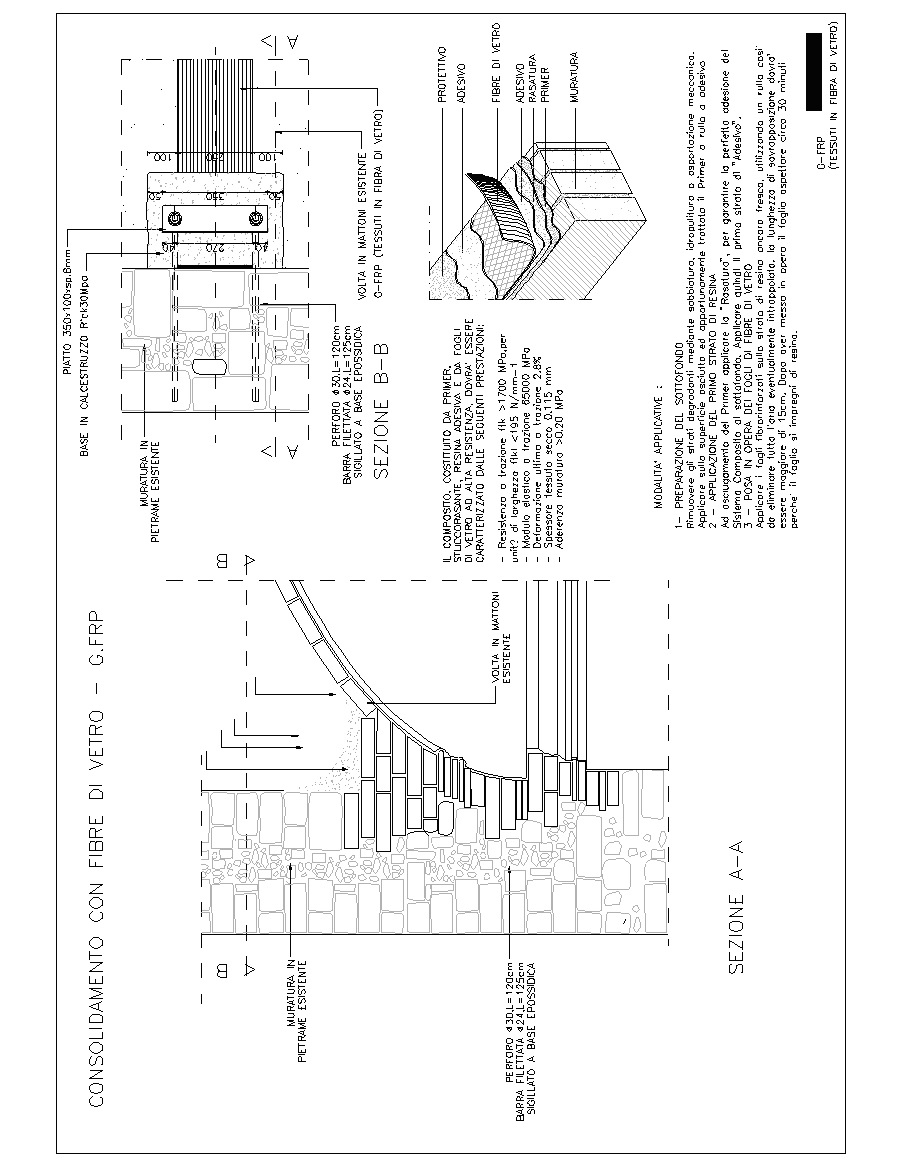 CONSOLIDAMENTO CON FIBRE DI VETRO - G.FRP
B
A
B
A
MURATURA IN
PIETRAME ESISTENTE
PERFORO ϕ30,L=120cm
BARRA FILETTATA ϕ24,L=125cm
SIGILLATO A BASE EPOSSIDICA
VOLTA IN MATTONI
ESISTENTE
SEZIONE A-A
PIATTO 350x100xsp.8mm
BASE IN CALCESTRUZZO R'ck30Mpa
MURATURA IN
PIETRAME ESISTENTE
PERFORO ϕ30,L=120cm
BARRA FILETTATA ϕ24,L=125cm
SIGILLATO A BASE EPOSSIDICA
VOLTA IN MATTONI ESISTENTE
G-FRP (TESSUTI IN FIBRA DI VETRO)
40
270
40
50
350
50
100
250
100
A
V
A
V
SEZIONE B-B
IL COMPOSTO, COSTITUITO DA PRIMER,
STUCCORASANTE, RESINA ADESIVA E DA FOGLI
DI VETRO AD ALTA RESISTENZA, DOVRA' ESSERE
CARATTERIZZATO DALLE SEQUENTI PRESTAZIONI:
- Resistenza a trazione ftk >1700 MPa,per
unit? di larghezza ftkl <195 N/mm-1
- Modulo elastico a trazione 65000 MPa
- Deformazione ultima a trazione 2.8%
- Spessore tessuto secco 0.115 mm
- Aderenza muratura >0.20 MPa
PROTETTIVO
ADESIVO
FIBRE DI VETRO
ADESIVO
RASATURA
PRIMER
MURATURA
MODALITA' APPLICATIVE :
1- PREPARAZIONE DEL SOTTOFONDO
Rimuovere gli strati degradanti mediante sabbiatura, idropulitura o asportazione meccanica.
Applicare sulla superficie asciutta ed opportunamente trattata il Primer a rullo a adesivo
2 - APPLICAZIONE DEL PRIMO STRATO DI RESINA
Ad asciugamento del Primer applicare la "Rasatura", per garantire la perfetta adesione del
Sistema Composito al sottofondo. Applicare quindi il primo strato di "Adesivo".
3 - POSA IN OPERA DEI FOGLI DI FIBRE DI VETRO
Applicare i fogli fibrorinforzati sullo strato di resina ancora fresca, utilizzando un rullo cosi'
da eliminare tutta l'aria eventualmente intrappolata. la lunghezza di sovrapposizione dovra'
essere maggiore di 15cm. Dopo aver messo in opera il foglio aspettare circa 30 minuti
perche' il foglio si impregni di resina.
G-FRP
(TESSUTI IN FIBRA DI VETRO)